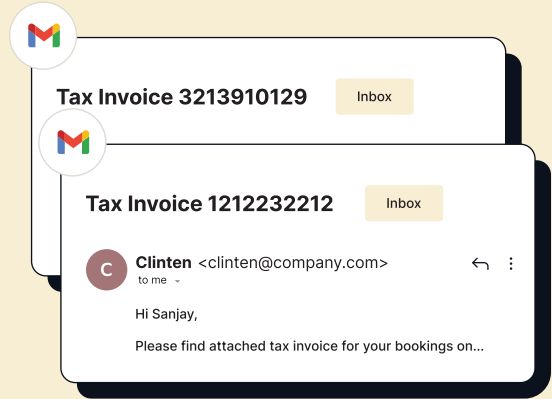 Tax Invoice 3213910129
Inbox
Tax Invoice 1212232212
Inbox
C
Clinten <clinten@company.com>
to me
Hi Sanjay,
Please find attached tax invoice for your bookings on...